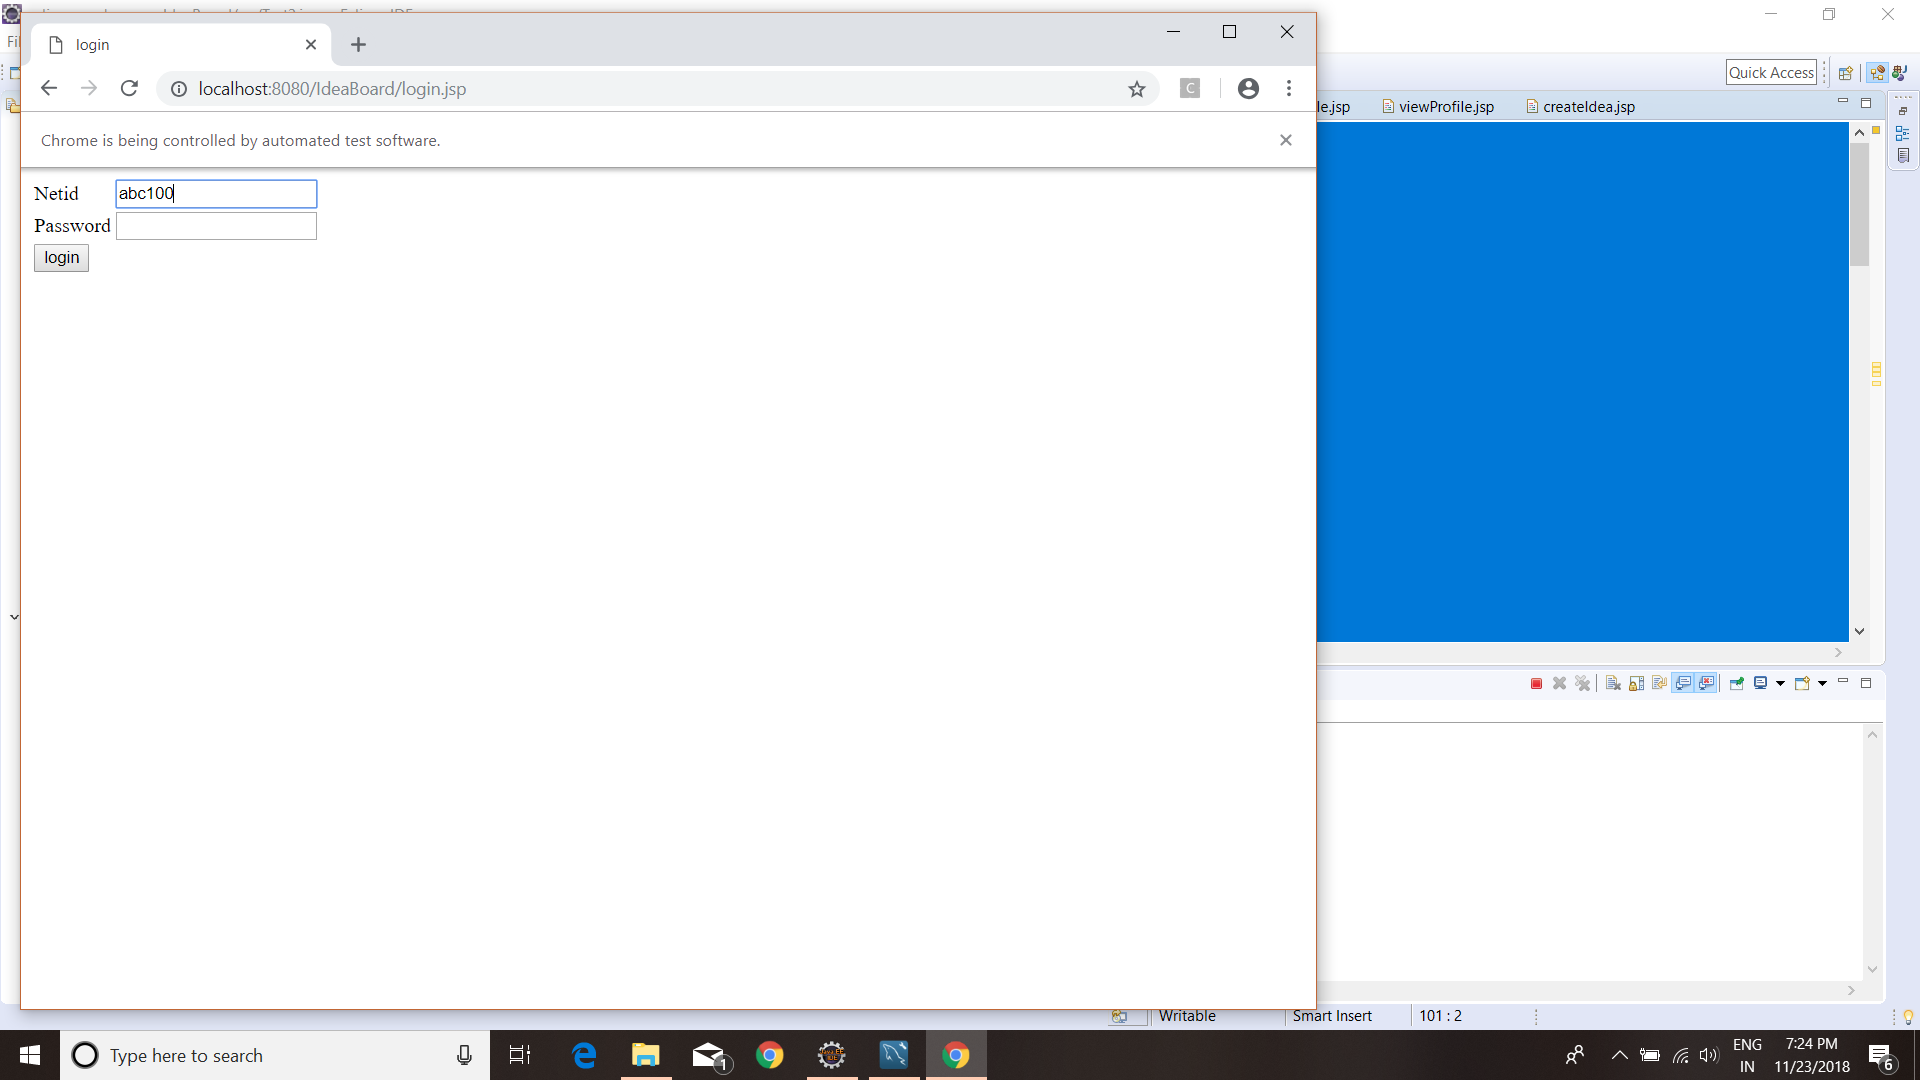 login
localhost:8080/IdeaBoard/login.jsp
Chrome is being controlled by automated test software.
Netid abc100
Password
login
Quick Access
le.jsp viewProfile.jsp createIdea.jsp
Writable Smart Insert 101 : 2
Type here to search
1
ENG
IN
7:24 PM
11/23/2018
6